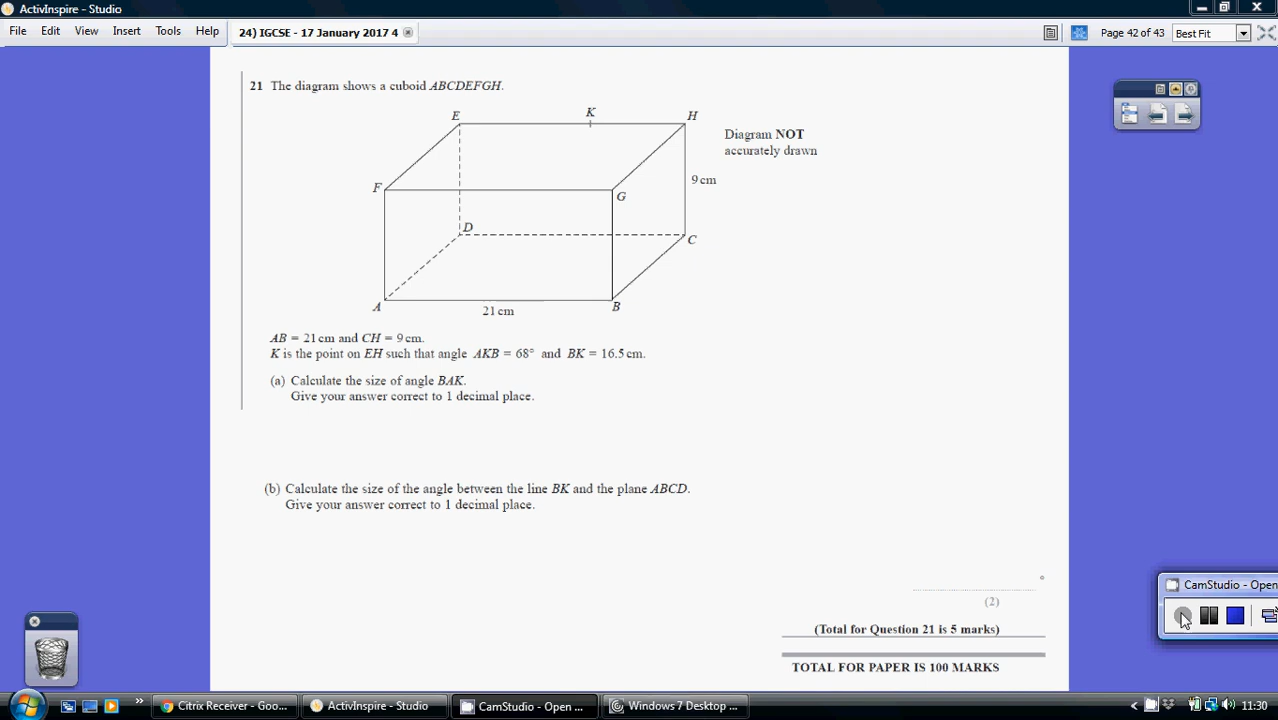 ActivInspire - Studio
File Edit View Insert Tools Help
24) IGCSE - 17 January 2017 4
Page 42 of 43
Best Fit
21 The diagram shows a cuboid ABCDEFGH.
E
K
H
Diagram NOT
accurately drawn
9 cm
F
G
D
C
A
B
21 cm
AB = 21 cm and CH = 9 cm.
K is the point on EH such that angle AKB = 68° and BK = 16.5 cm.
(a) Calculate the size of angle BAK.
Give your answer correct to 1 decimal place.
(b) Calculate the size of the angle between the line BK and the plane ABCD.
Give your answer correct to 1 decimal place.
°
(2)
(Total for Question 21 is 5 marks)
TOTAL FOR PAPER IS 100 MARKS
CamStudio - Open
Citrix Receiver - Goo...
ActivInspire - Studio
CamStudio - Open ...
Windows 7 Desktop ...
11:30